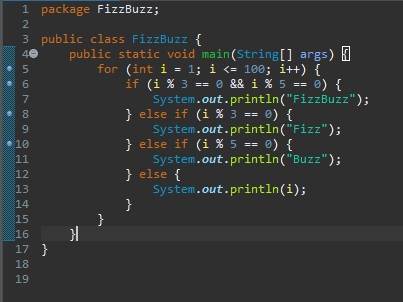 1 package FizzBuzz;
2
3 public class FizzBuzz {
4     public static void main(String[] args) {
5         for (int i = 1; i <= 100; i++) {
6             if (i % 3 == 0 && i % 5 == 0) {
7                 System.out.println("FizzBuzz");
8             } else if (i % 3 == 0) {
9                 System.out.println("Fizz");
10             } else if (i % 5 == 0) {
11                 System.out.println("Buzz");
12             } else {
13                 System.out.println(i);
14             }
15         }
16     }
17 }
18
19